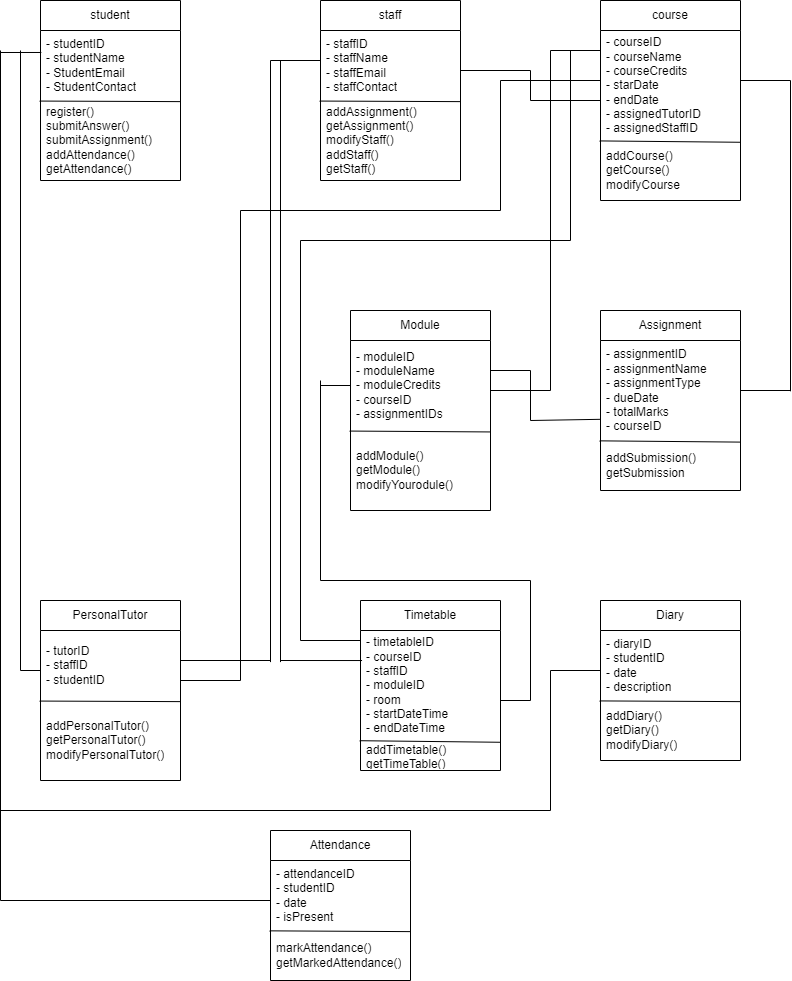 student
- studentID
- studentName
- StudentEmail
- StudentContact
register()
submitAnswer()
submitAssignment()
addAttendance()
getAttendance()
staff
- staffID
- staffName
- staffEmail
- staffContact
addAssignment()
getAssignment()
modifyStaff()
addStaff()
getStaff()
course
- courseID
- courseName
- courseCredits
- starDate
- endDate
- assignedTutorID
- assignedStaffID
addCourse()
getCourse()
modifyCourse
Module
- moduleID
- moduleName
- moduleCredits
- courseID
- assignmentIDs
addModule()
getModule()
modifyYourodule()
Assignment
- assignmentID
- assignmentName
- assignmentType
- dueDate
- totalMarks
- courseID
addSubmission()
getSubmission
PersonalTutor
- tutorID
- staffID
- studentID
addPersonalTutor()
getPersonalTutor()
modifyPersonalTutor()
Timetable
- timetableID
- courseID
- staffID
- moduleID
- room
- startDateTime
- endDateTime
addTimetable()
getTimeTable()
Diary
- diaryID
- studentID
- date
- description
addDiary()
getDiary()
modifyDiary()
Attendance
- attendanceID
- studentID
- date
- isPresent
markAttendance()
getMarkedAttendance()